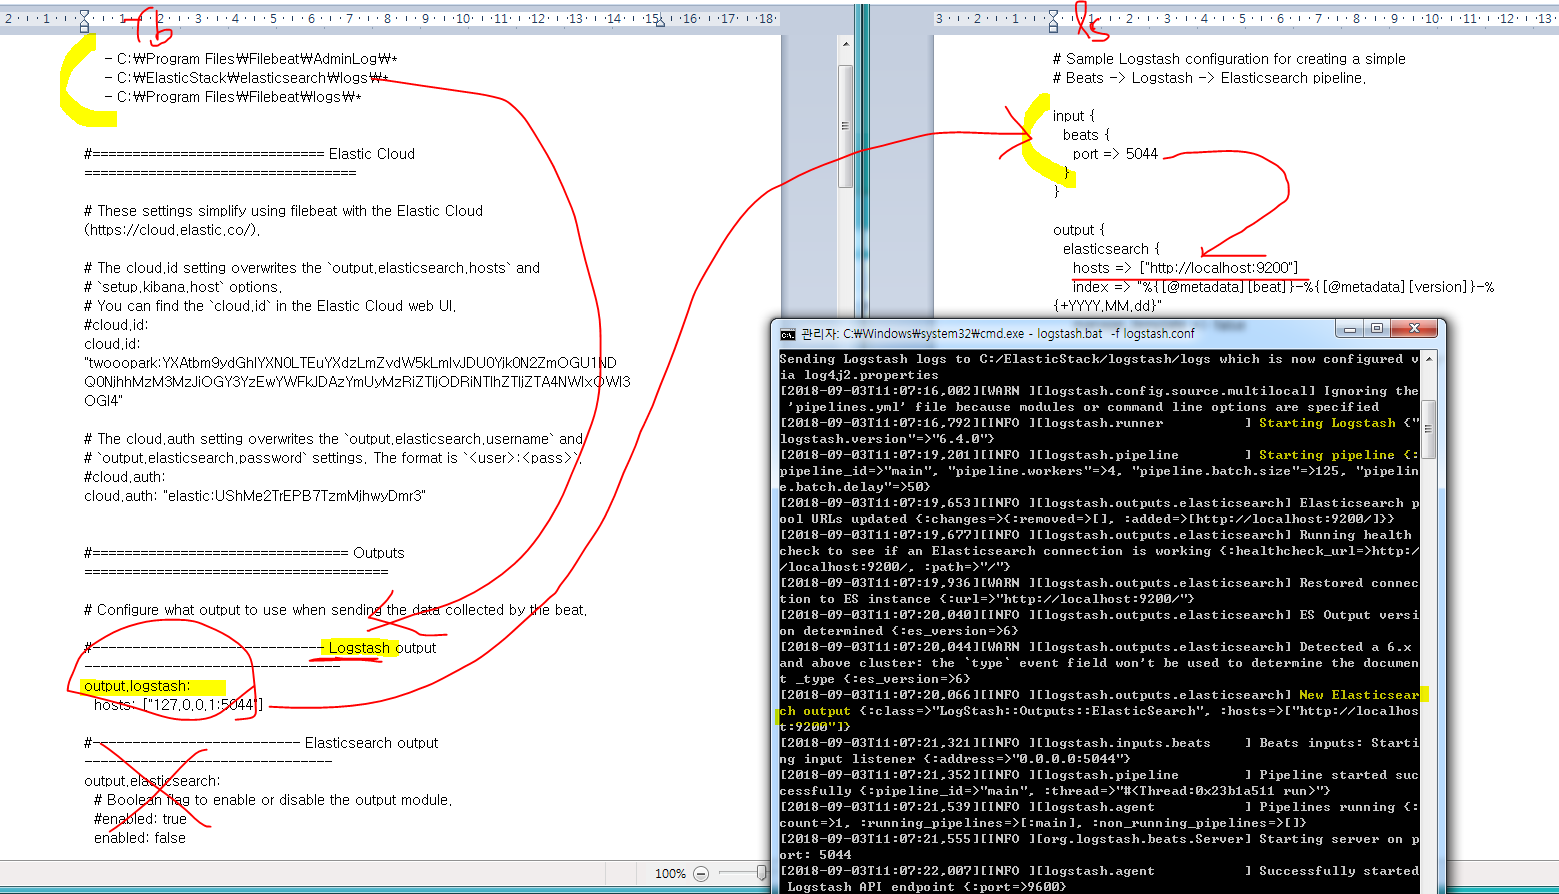 fb
- C:₩Program Files₩Filebeat₩AdminLog₩*
- C:₩ElasticStack₩elasticsearch₩logs₩*
- C:₩Program Files₩Filebeat₩logs₩*
#============================= Elastic Cloud
==================================
# These settings simplify using filebeat with the Elastic Cloud
(https://cloud.elastic.co/).
# The cloud.id setting overwrites the `output.elasticsearch.hosts` and
# `setup.kibana.host` options.
# You can find the `cloud.id` in the Elastic Cloud web UI.
#cloud.id:
cloud.id:
# The cloud.auth setting overwrites the `output.elasticsearch.username` and
# `output.elasticsearch.password` settings. The format is `<user>:<pass>`.
#cloud.auth:
cloud.auth: "elastic:UShMe2TrEPB7TzmMjhwyDmr3"
#================================ Outputs
======================================
# Configure what output to use when sending the data collected by the beat.
#----------------------------- Logstash output
--------------------------------
output.logstash:
hosts: ["127.0.0.1:5044"]
#-------------------------- Elasticsearch output
-------------------------------
output.elasticsearch:
# Boolean flag to enable or disable the output module.
#enabled: true
enabled: false
100%
ls
# Sample Logstash configuration for creating a simple
# Beats -> Logstash -> Elasticsearch pipeline.
input {
beats {
port => 5044
}
}
output {
elasticsearch {
hosts => ["http://localhost:9200"]
index => "%{[@metadata][beat]}-%{[@metadata][version]}-%
{+YYYY.MM.dd}"
관리자: C:₩Windows₩system32₩cmd.exe - logstash.bat  -f logstash.conf
Sending Logstash logs to C:/ElasticStack/logstash/logs which is now configured v
ia log4j2.properties
[2018-09-03T11:07:16,002][WARN ][logstash.config.source.multilocal] Ignoring the
 'pipelines.yml' file because modules or command line options are specified
[2018-09-03T11:07:16,792][INFO ][logstash.runner          ] Starting Logstash {"
logstash.version"=>"6.4.0"}
[2018-09-03T11:07:19,201][INFO ][logstash.pipeline        ] Starting pipeline {:
pipeline_id=>"main", "pipeline.workers"=>4, "pipeline.batch.size"=>125, "pipelin
e.batch.delay"=>50}
[2018-09-03T11:07:19,653][INFO ][logstash.outputs.elasticsearch] Elasticsearch p
ool URLs updated {:changes=>{:removed=>[], :added=>[http://localhost:9200/]}}
[2018-09-03T11:07:19,677][INFO ][logstash.outputs.elasticsearch] Running health
check to see if an Elasticsearch connection is working {:healthcheck_url=>http:/
/localhost:9200/, :path=>"/"}
[2018-09-03T11:07:19,936][WARN ][logstash.outputs.elasticsearch] Restored connec
tion to ES instance {:url=>"http://localhost:9200/"}
[2018-09-03T11:07:20,040][INFO ][logstash.outputs.elasticsearch] ES Output versi
on determined {:es_version=>6}
[2018-09-03T11:07:20,044][WARN ][logstash.outputs.elasticsearch] Detected a 6.x
and above cluster: the `type` event field won't be used to determine the documen
t _type {:es_version=>6}
[2018-09-03T11:07:20,066][INFO ][logstash.outputs.elasticsearch] New Elasticsear
ch output {:class=>"LogStash::Outputs::ElasticSearch", :hosts=>["http://localhos
t:9200"]}
[2018-09-03T11:07:21,321][INFO ][logstash.inputs.beats    ] Beats inputs: Starti
ng input listener {:address=>"0.0.0.0:5044"}
[2018-09-03T11:07:21,352][INFO ][logstash.pipeline        ] Pipeline started suc
cessfully {:pipeline_id=>"main", :thread=>"#<Thread:0x23b1a511 run>"}
[2018-09-03T11:07:21,539][INFO ][logstash.agent           ] Pipelines running {:
count=>1, :running_pipelines=>[:main], :non_running_pipelines=>[]}
[2018-09-03T11:07:21,555][INFO ][org.logstash.beats.Server] Starting server on p
ort: 5044
[2018-09-03T11:07:22,007][INFO ][logstash.agent           ] Successfully started
 Logstash API endpoint {:port=>9600}